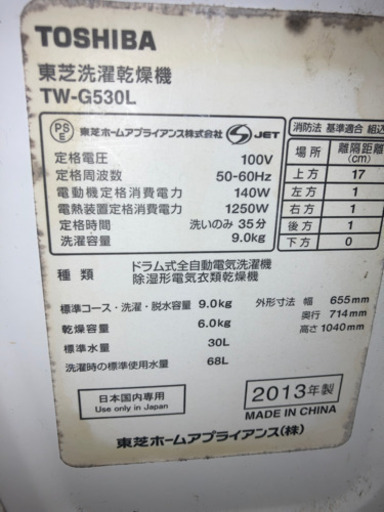 TOSHIBA
東芝洗濯乾燥機
TW-G530L
PS
E
東芝ホームアプライアンス株式会社
JET
定格電圧 100V
定格周波数 50-60Hz
電動機定格消費電力 140W
電熱装置定格消費電力 1250W
定格時間 洗いのみ 35分
洗濯容量 9.0kg
消防法 基準適合 組込
場所 離隔距離(cm)
上方 17
左方 1
右方 1
後方 1
下方 0
種類 ドラム式全自動電気洗濯機
除湿形電気衣類乾燥機
標準コース・洗濯・脱水容量 9.0kg
乾燥容量 6.0kg
標準水量 30L
洗濯時の標準使用水量 68L
外形寸法 幅 655mm
奥行 714mm
高さ 1040mm
日本国内専用
Use only in Japan
2013年製
MADE IN CHINA
東芝ホームアプライアンス(株)